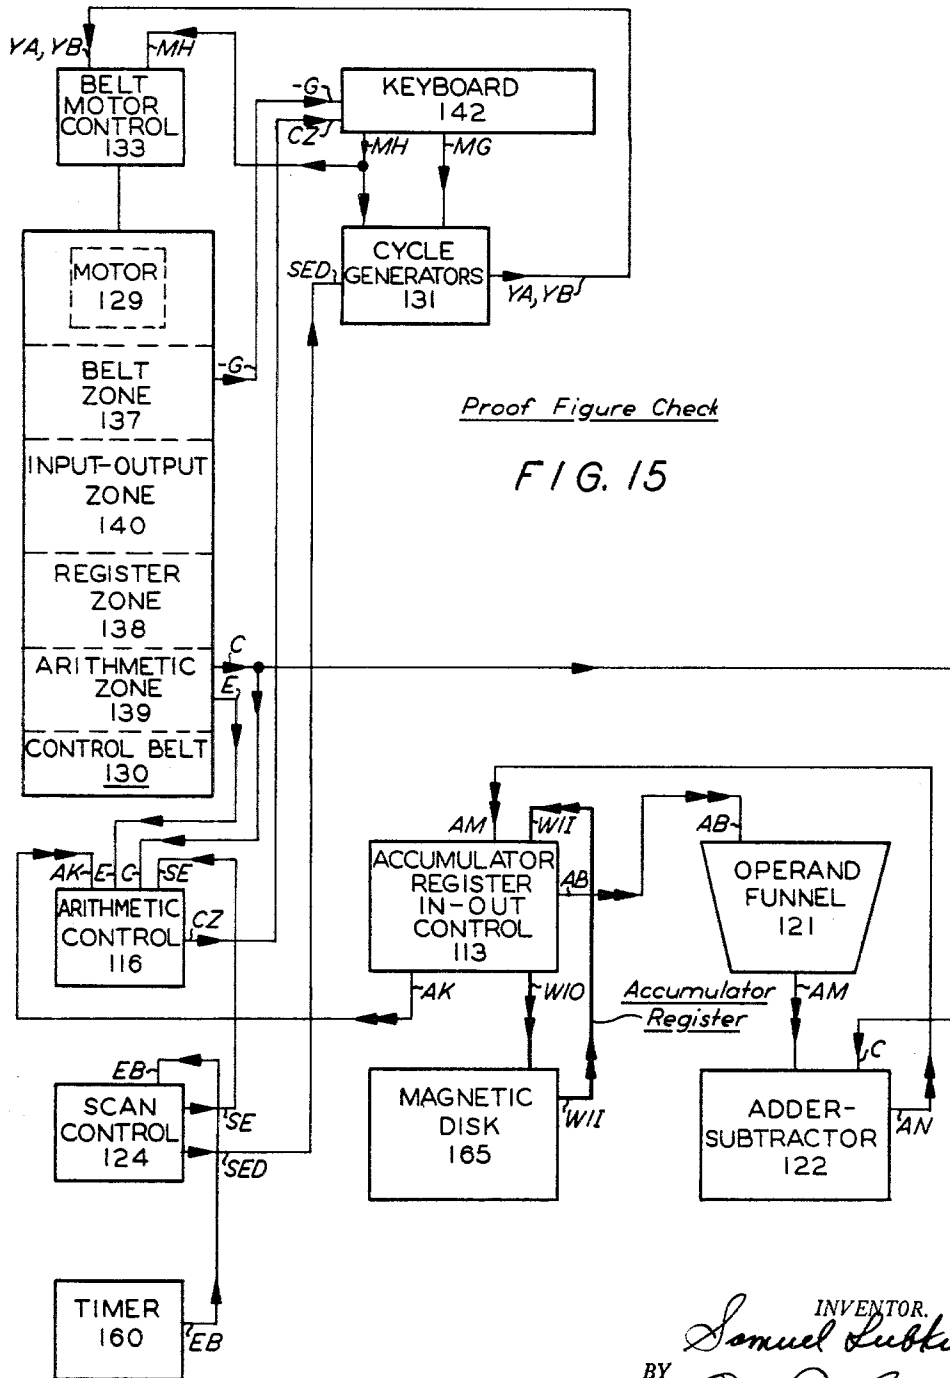 YA, YB
MH
BELT
MOTOR
CONTROL
133
-G
CZ
KEYBOARD
142
MH
MG
SED
CYCLE
GENERATORS
131
YA, YB
MOTOR
129
-G
BELT
ZONE
137
INPUT-OUTPUT
ZONE
140
REGISTER
ZONE
138
ARITHMETIC
ZONE
139
C
E
CONTROL BELT
130
Proof Figure Check
FIG. 15
AK
E
C
SE
ARITHMETIC
CONTROL
116
CZ
AM
WII
ACCUMULATOR
REGISTER
IN-OUT
CONTROL
113
AB
AB
OPERAND
FUNNEL
121
AK
WIO
Accumulator
Register
AM
C
EB
SCAN
CONTROL
124
SE
SED
MAGNETIC
DISK
165
WII
ADDER-
SUBTRACTOR
122
AN
TIMER
160
EB
INVENTOR.
Samuel
BY